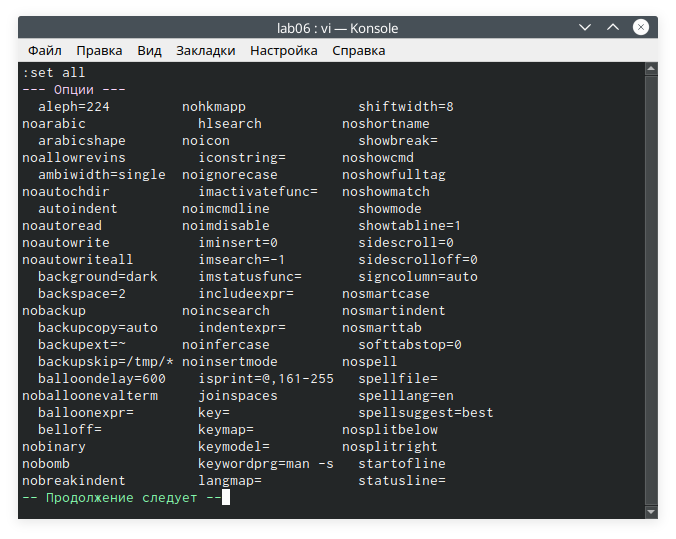 lab06 : vi — Konsole
Файл Правка Вид Закладки Настройка Справка
:set all
--- Опции ---
  aleph=224         nohkmapp              shiftwidth=8
noarabic              hlsearch          noshortname
  arabicshape       noicon                showbreak=
noallowrevins         iconstring=       noshowcmd
  ambiwidth=single  noignorecase        noshowfulltag
noautochdir           imactivatefunc=   noshowmatch
  autoindent        noimcmdline           showmode
noautoread          noimdisable           showtabline=1
noautowrite           iminsert=0          sidescroll=0
noautowriteall        imsearch=-1         sidescrolloff=0
  background=dark     imstatusfunc=       signcolumn=auto
  backspace=2         includeexpr=      nosmartcase
nobackup            noincsearch         nosmartindent
  backupcopy=auto     indentexpr=       nosmarttab
  backupext=~       noinfercase           softtabstop=0
  backupskip=/tmp/* noinsertmode        nospell
  balloondelay=600    isprint=@,161-255   spellfile=
noballoonevalterm     joinspaces          spelllang=en
  balloonexpr=        key=                spellsuggest=best
  belloff=            keymap=           nosplitbelow
nobinary              keymodel=         nosplitright
nobomb                keywordprg=man -s   startofline
nobreakindent         langmap=            statusline=
-- Продолжение следует --